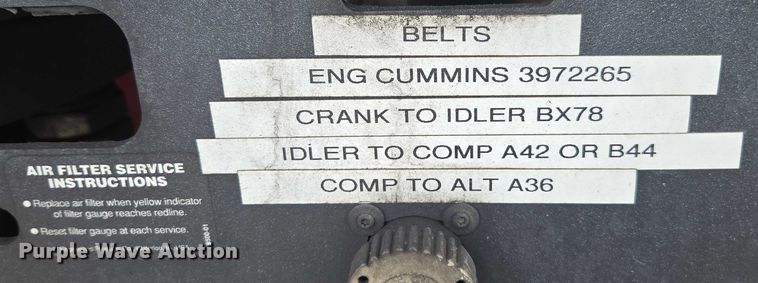 BELTS
ENG CUMMINS 3972265
CRANK TO IDLER BX78
IDLER TO COMP A42 OR B44
COMP TO ALT A36
AIR FILTER SERVICE
INSTRUCTIONS
● Replace air filter when yellow indicator
of filter gauge reaches redline.
● Reset filter gauge at each service.
Purple Wave Auction